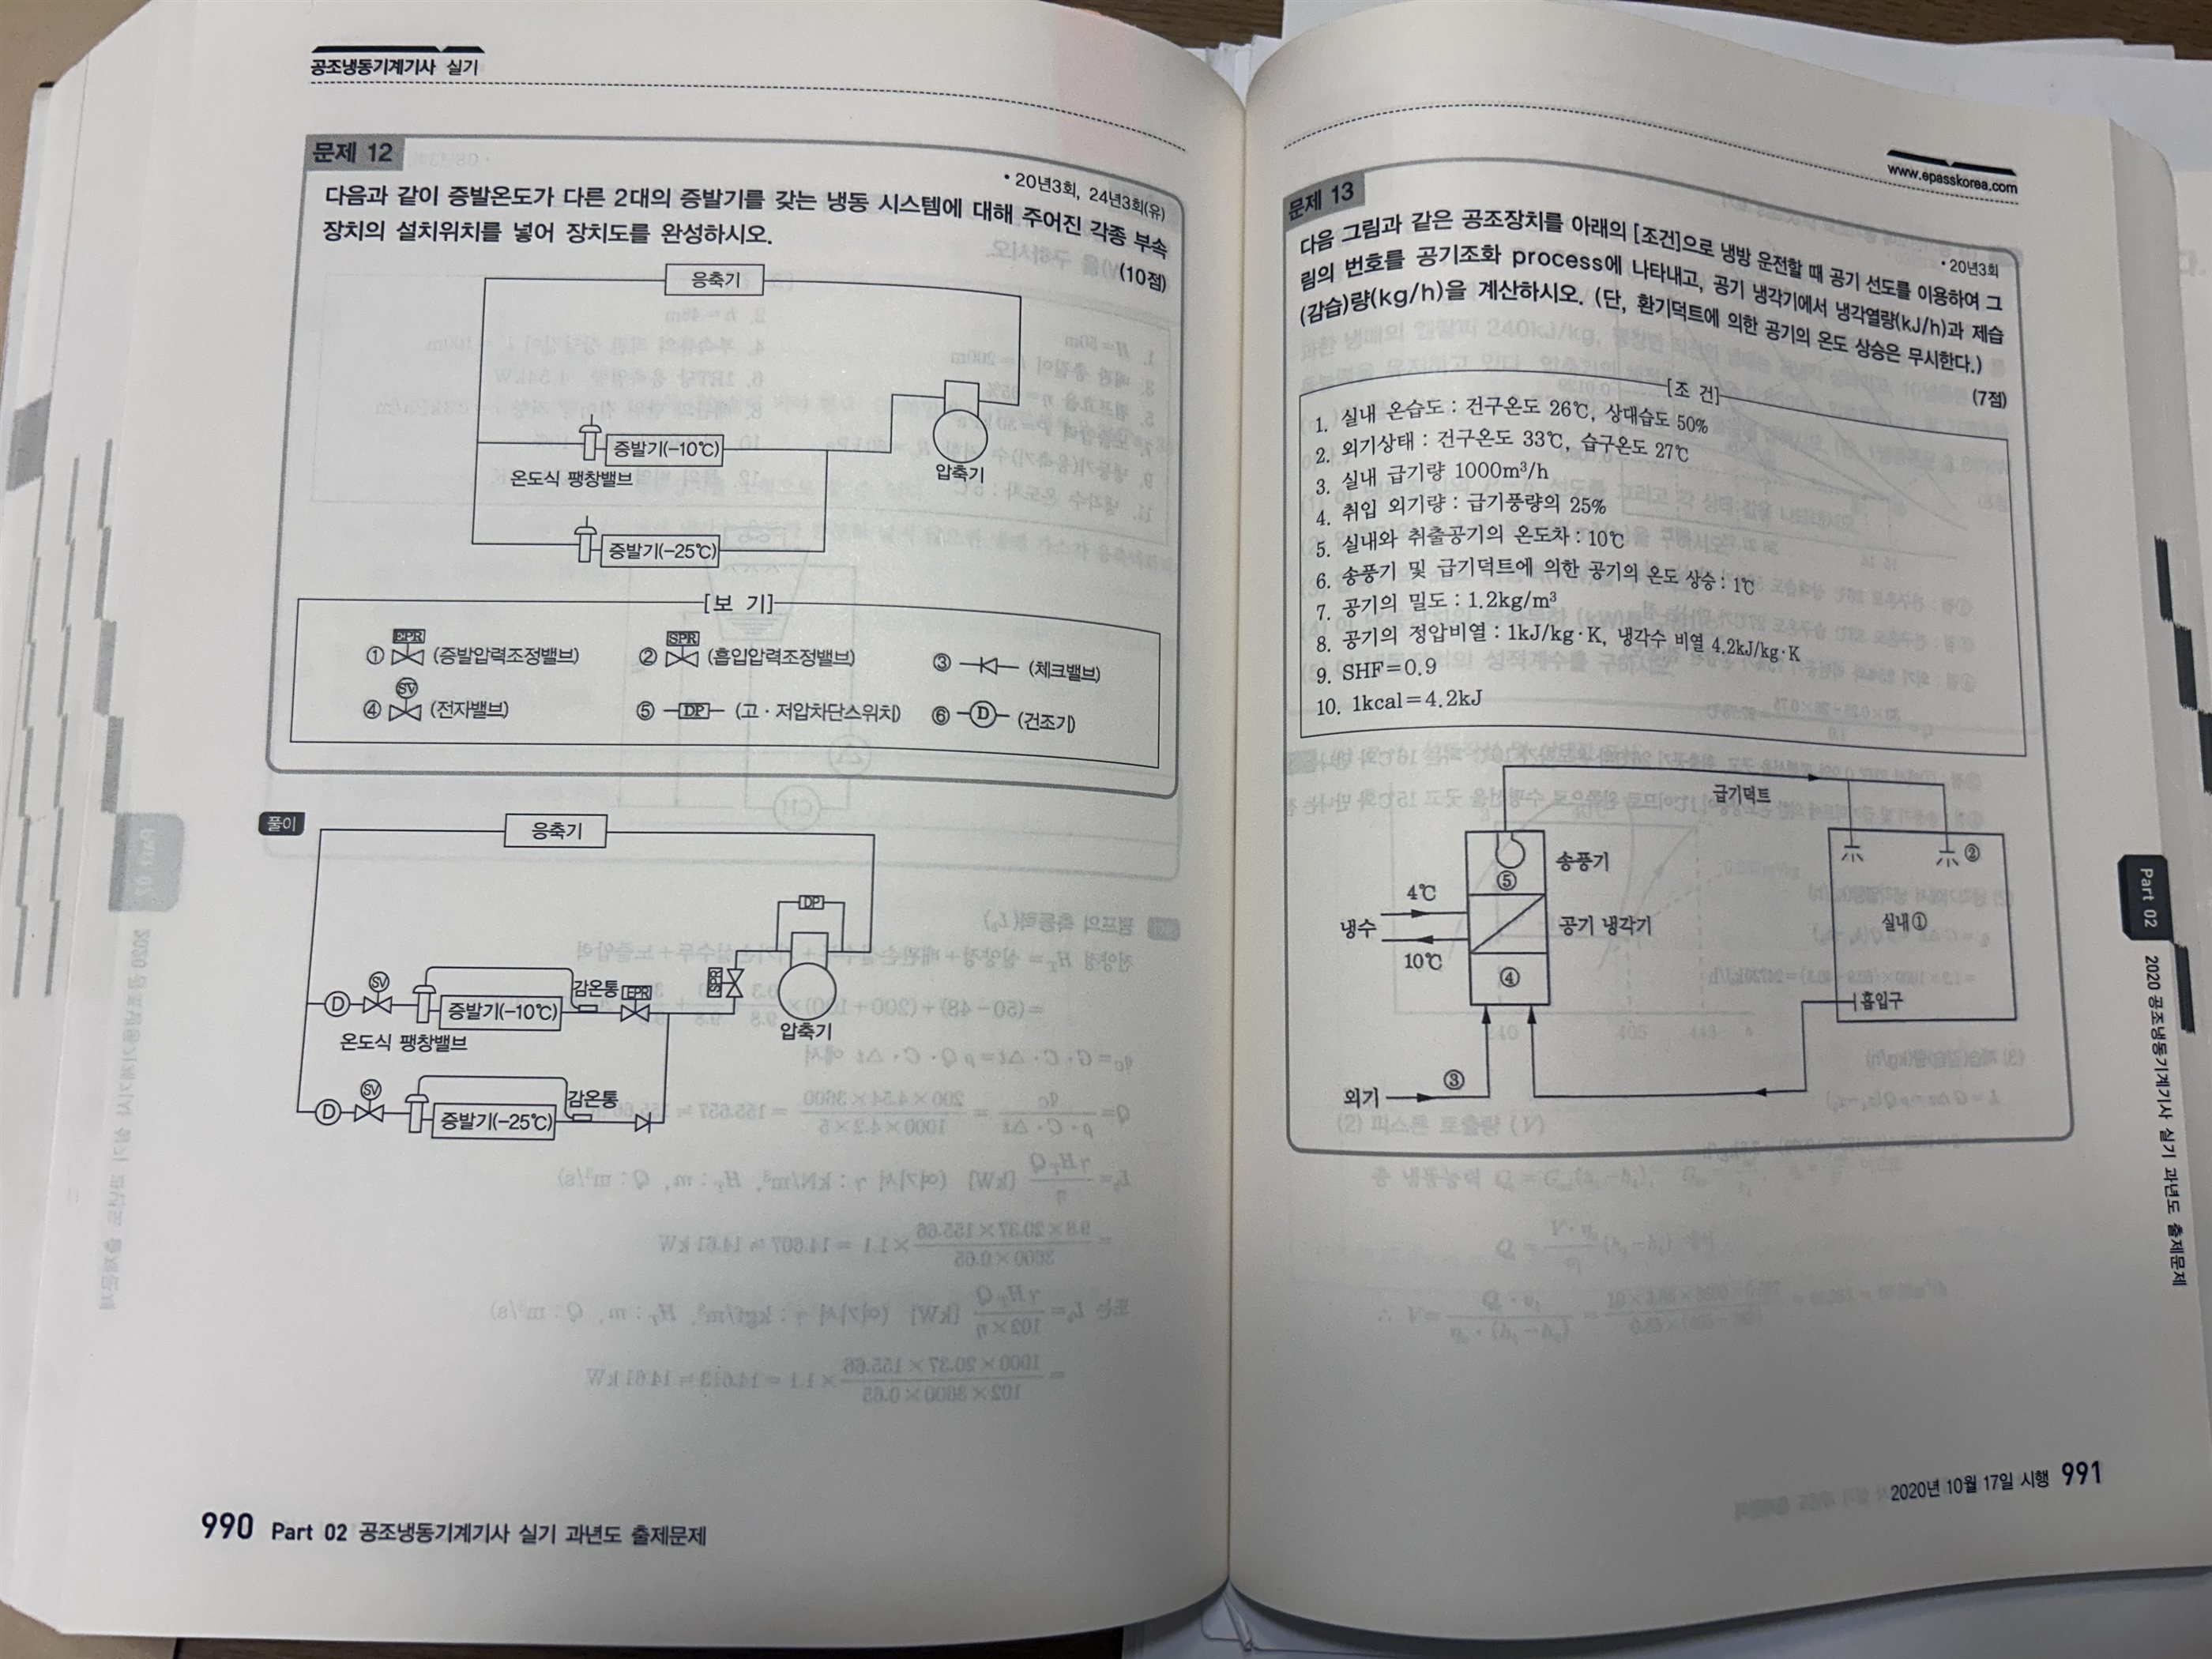 공조냉동기계기사 실기
문제 12
• 20년3회, 24년3회(유)
다음과 같이 증발온도가 다른 2대의 증발기를 갖는 냉동 시스템에 대해 주어진 각종 부속
장치의 설치위치를 넣어 장치도를 완성하시오.
(10점)
응축기
증발기(-10℃)
온도식 팽창밸브
압축기
증발기(-25℃)
[보 기]
① EPR (증발압력조정밸브)
② SPR (흡입압력조정밸브)
③ (체크밸브)
④ SV (전자밸브)
⑤ DP (고·저압차단스위치)
⑥ D (건조기)
풀이
응축기
DP
SPR
SV
감온통
EPR
D
증발기(-10℃)
온도식 팽창밸브
압축기
SV
감온통
D
증발기(-25℃)
990 Part 02 공조냉동기계기사 실기 과년도 출제문제
www.epasskorea.com
문제 13
• 20년3회
다음 그림과 같은 공조장치를 아래의 [조건]으로 냉방 운전할 때 공기 선도를 이용하여 그
림의 번호를 공기조화 process에 나타내고, 공기 냉각기에서 냉각열량(kJ/h)과 제습
(감습)량(kg/h)을 계산하시오. (단, 환기덕트에 의한 공기의 온도 상승은 무시한다.)
(7점)
[조 건]
1. 실내 온습도 : 건구온도 26℃, 상대습도 50%
2. 외기상태 : 건구온도 33℃, 습구온도 27℃
3. 실내 급기량 1000m³/h
4. 취입 외기량 : 급기풍량의 25%
5. 실내와 취출공기의 온도차 : 10℃
6. 송풍기 및 급기덕트에 의한 공기의 온도 상승 : 1℃
7. 공기의 밀도 : 1.2kg/m³
8. 공기의 정압비열 : 1kJ/kg·K, 냉각수 비열 4.2kJ/kg·K
9. SHF=0.9
10. 1kcal=4.2kJ
급기덕트
송풍기
⑤
②
4℃
냉수
공기 냉각기
실내①
10℃
④
흡입구
외기
③
Part 02
2020 공조냉동기계기사 실기 과년도 출제문제
2020년 10월 17일 시행 991